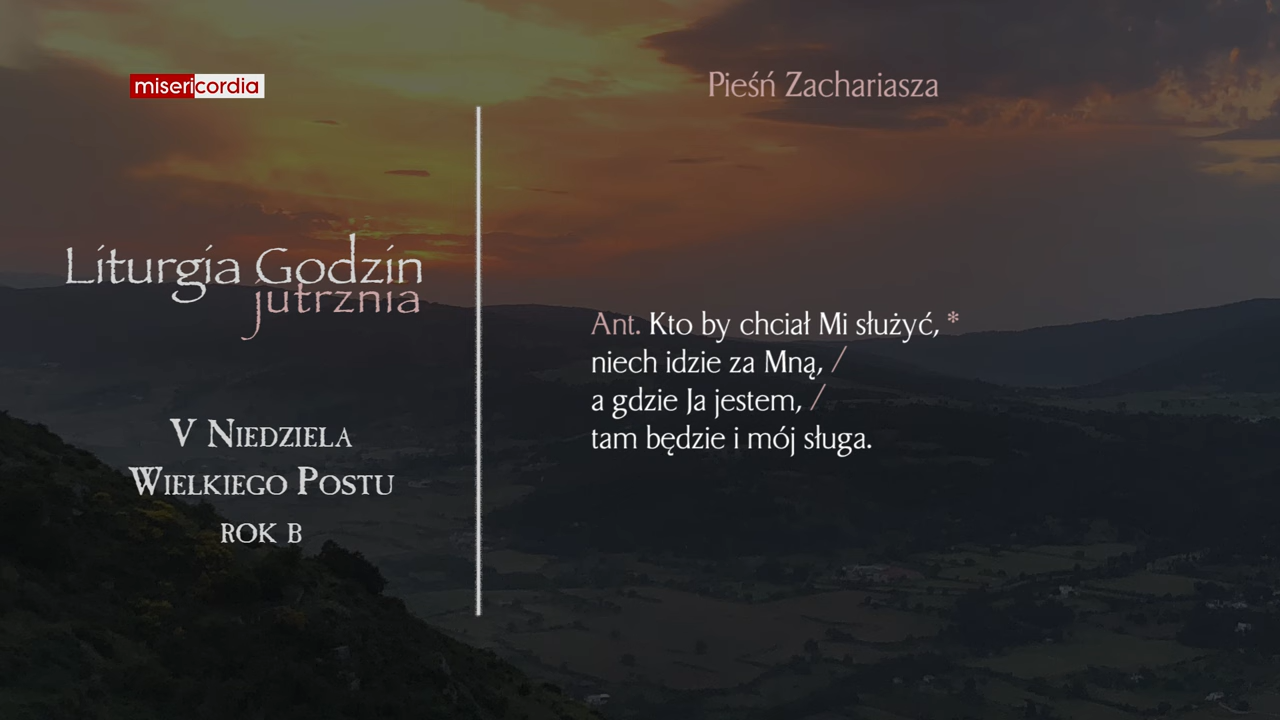 misericordia
Pieśń Zachariasza
Liturgia Godzin
jutrznia
V Niedziela
Wielkiego Postu
rok B
Ant. Kto by chciał Mi służyć, *
niech idzie za Mną, /
a gdzie Ja jestem, /
tam będzie i mój sługa.